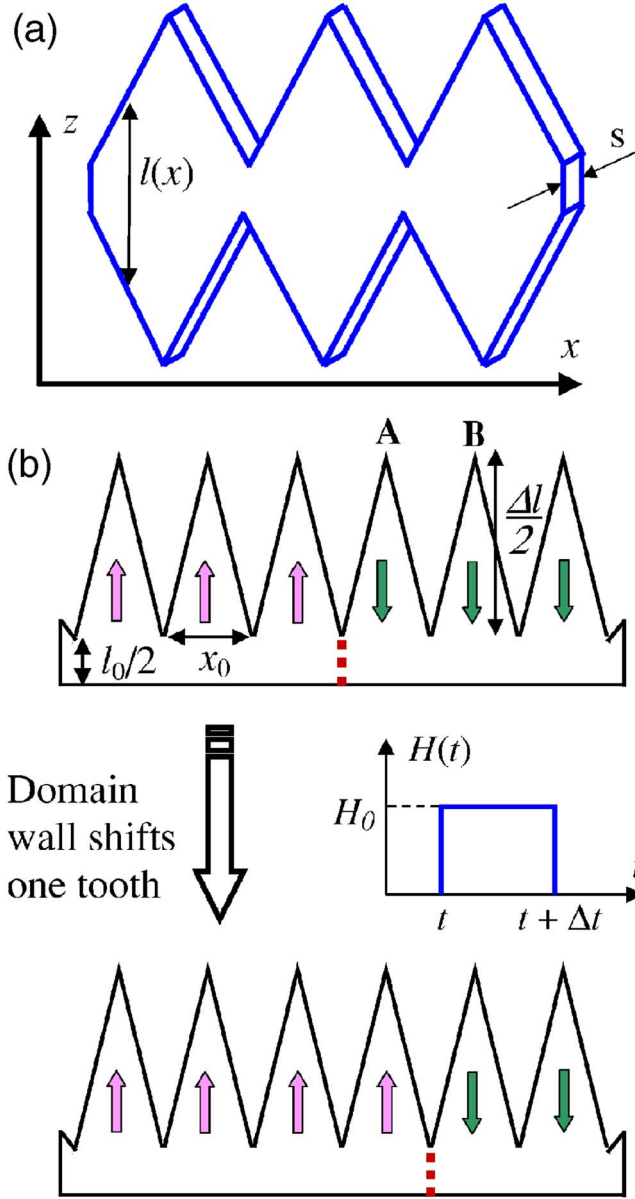 (a)
z
l(x)
s
x
(b)
A B
Δl
2
l₀/2
x₀
Domain
wall shifts
one tooth
H(t)
H₀
t
t t + Δt